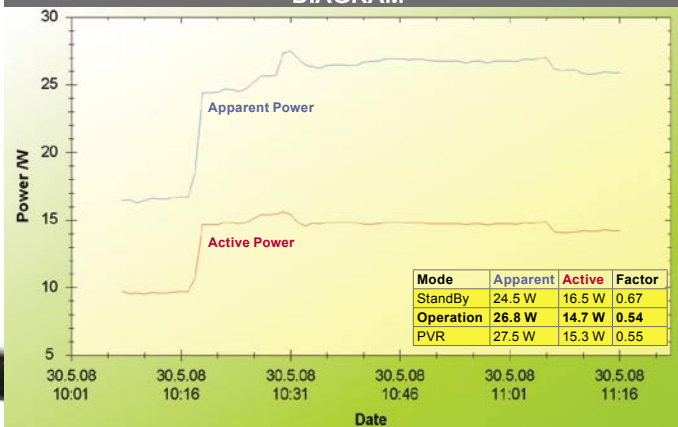 DIAGRAM
30
25
20
15
10
5
Power /W
Apparent Power
Active Power
Mode Apparent Active Factor
StandBy 24.5 W 16.5 W 0.67
Operation 26.8 W 14.7 W 0.54
PVR 27.5 W 15.3 W 0.55
30.5.08 30.5.08 30.5.08 30.5.08 30.5.08 30.5.08
10:01 10:16 10:31 10:46 11:01 11:16
Date